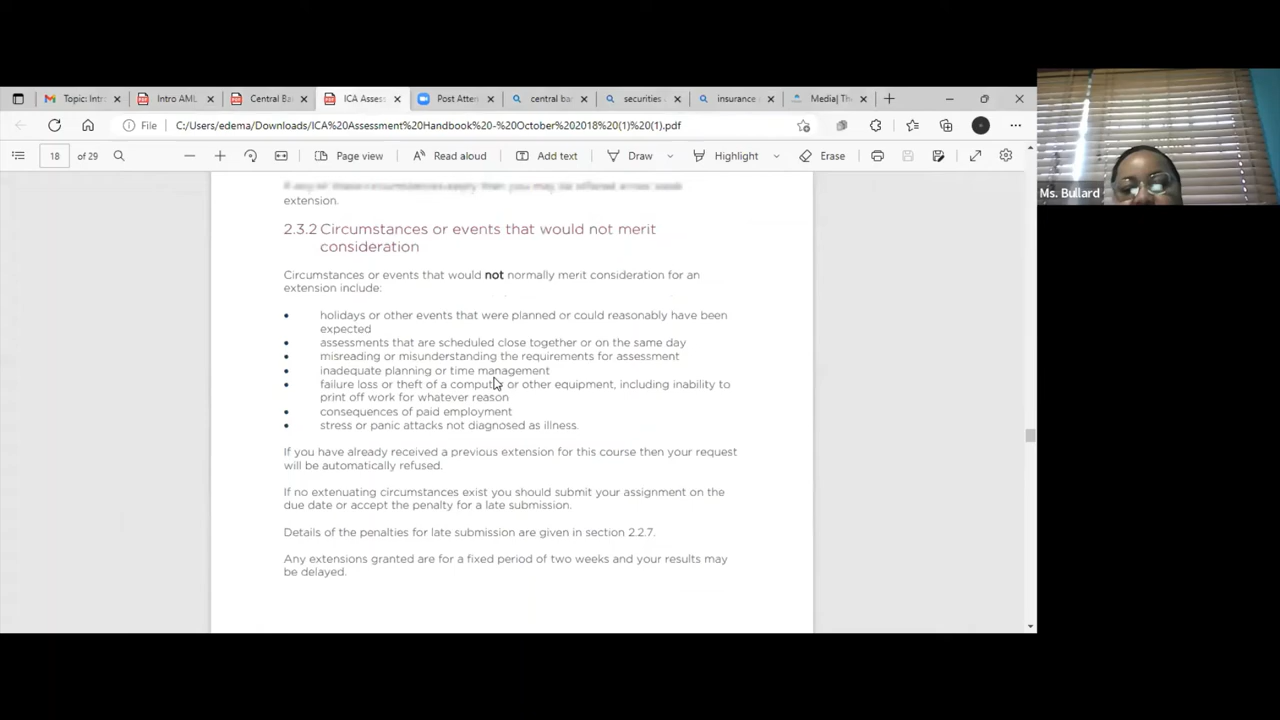 Topic: Intr
Intro AML
Central Ba
ICA Assess
Post Atten
central ba
securities
insurance
Media| Th
File
C:/Users/edema/Downloads/ICA%20Assessment%20Handbook%20-%20October%202018%20(1)%20(1).pdf
18 of 29
Page view
Read aloud
Add text
Draw
Highlight
Erase
Ms. Bullard
extension.
2.3.2 Circumstances or events that would not merit
consideration
Circumstances or events that would not normally merit consideration for an
extension include:
• holidays or other events that were planned or could reasonably have been
expected
• assessments that are scheduled close together or on the same day
• misreading or misunderstanding the requirements for assessment
• inadequate planning or time management
• failure loss or theft of a computer or other equipment, including inability to
print off work for whatever reason
• consequences of paid employment
• stress or panic attacks not diagnosed as illness.
If you have already received a previous extension for this course then your request
will be automatically refused.
If no extenuating circumstances exist you should submit your assignment on the
due date or accept the penalty for a late submission.
Details of the penalties for late submission are given in section 2.2.7.
Any extensions granted are for a fixed period of two weeks and your results may
be delayed.